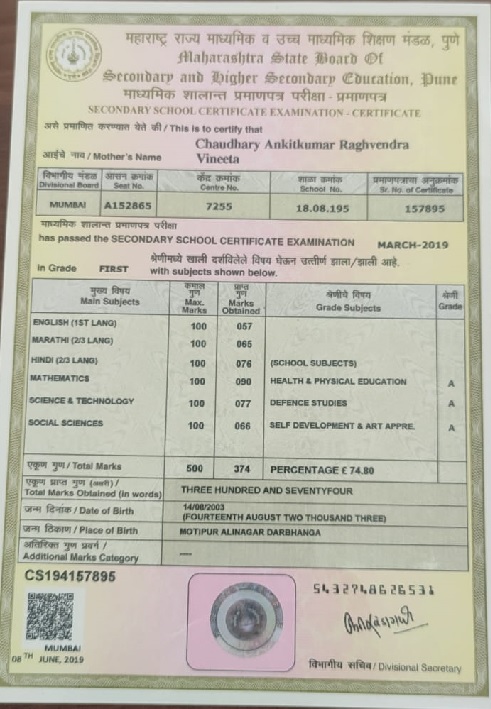 महाराष्ट्र राज्य माध्यमिक व उच्च माध्यमिक शिक्षण मंडळ, पुणे
Maharashtra State Board Of
Secondary and Higher Secondary Education, Pune
माध्यमिक शालान्त प्रमाणपत्र परीक्षा - प्रमाणपत्र
SECONDARY SCHOOL CERTIFICATE EXAMINATION - CERTIFICATE
असे प्रमाणित करण्यात येते की / This is to certify that
Chaudhary Ankitkumar Raghvendra
आईचे नाव / Mother's Name Vineeta
विभागीय मंडळ आसन क्रमांक केंद्र क्रमांक शाळा क्रमांक प्रमाणपत्राचा अनुक्रमांक
Divisional Board Seat No. Centre No. School No. Sr. No. of Certificate
MUMBAI A152865 7255 18.08.195 157895
माध्यमिक शालान्त प्रमाणपत्र परीक्षा
has passed the SECONDARY SCHOOL CERTIFICATE EXAMINATION MARCH-2019
श्रेणीमध्ये खाली दर्शविलेले विषय घेऊन उत्तीर्ण झाला/झाली आहे.
in Grade FIRST with subjects shown below.
मुख्य विषय कमाल गुण प्राप्त गुण श्रेणीचे विषय श्रेणी
Main Subjects Max. Marks Marks Obtained Grade Subjects Grade
ENGLISH (1ST LANG) 100 057
MARATHI (2/3 LANG) 100 065
HINDI (2/3 LANG) 100 076 (SCHOOL SUBJECTS)
MATHEMATICS 100 090 HEALTH & PHYSICAL EDUCATION A
SCIENCE & TECHNOLOGY 100 077 DEFENCE STUDIES A
SOCIAL SCIENCES 100 066 SELF DEVELOPMENT & ART APPRE. A
एकूण गुण / Total Marks 500 374 PERCENTAGE £ 74.80
एकूण प्राप्त गुण (अक्षरी) /
Total Marks Obtained (in words) THREE HUNDRED AND SEVENTYFOUR
जन्म दिनांक / Date of Birth 14/08/2003
(FOURTEENTH AUGUST TWO THOUSAND THREE)
जन्म ठिकाण / Place of Birth MOTIPUR ALINAGAR DARBHANGA
अतिरिक्त गुण प्रवर्ग /
Additional Marks Category ----
CS194157895
5432748626531
MUMBAI
08TH JUNE, 2019
विभागीय सचिव / Divisional Secretary